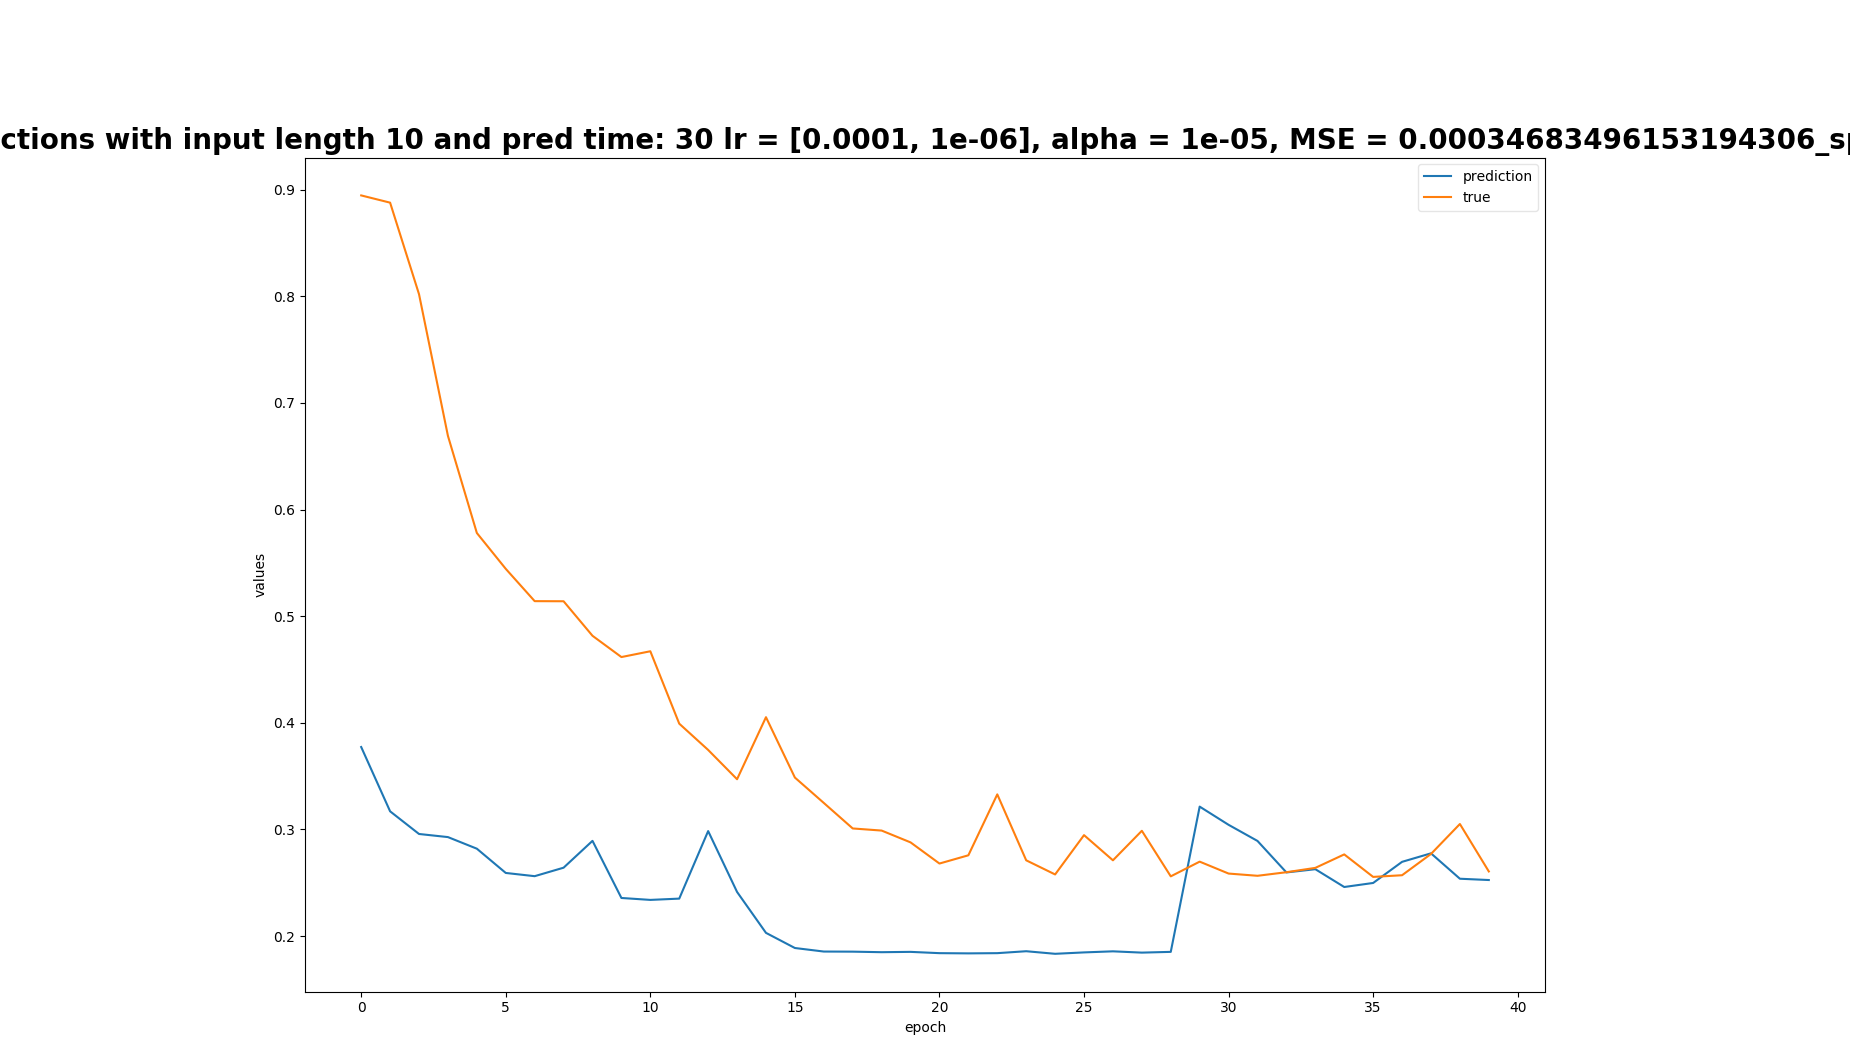 ctions with input length 10 and pred time: 30 lr = [0.0001, 1e-06], alpha = 1e-05, MSE = 0.00034683496153194306_sp
prediction
true
0.9
0.8
0.7
0.6
0.5
0.4
0.3
0.2
values
0 5 10 15 20 25 30 35 40
epoch